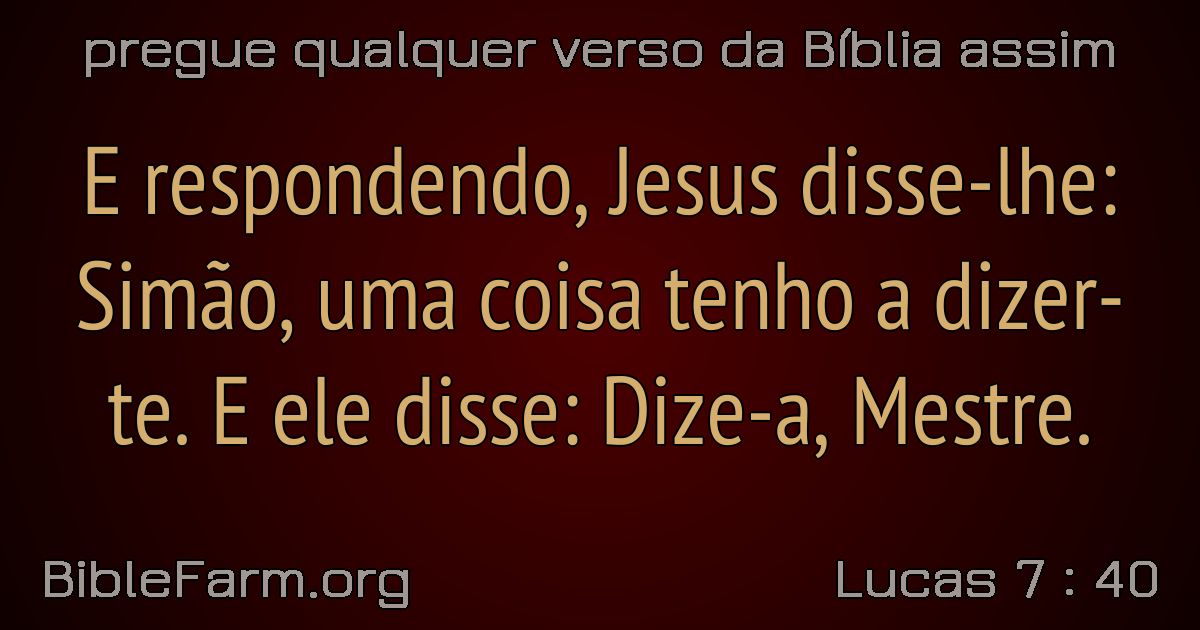 pregue qualquer verso da Bíblia assim
E respondendo, Jesus disse-lhe:
Simão, uma coisa tenho a dizer-
te. E ele disse: Dize-a, Mestre.
BibleFarm.org
Lucas 7 : 40